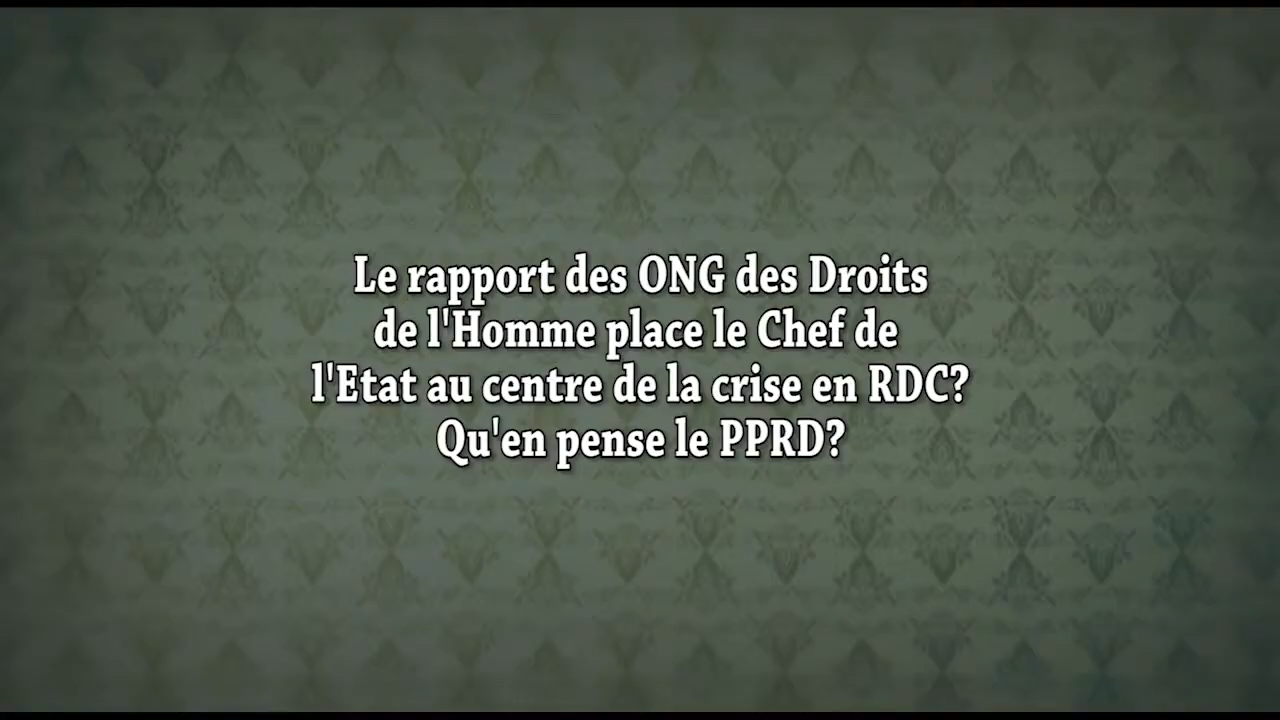 Le rapport des ONG des Droits
de l'Homme place le Chef de
l'Etat au centre de la crise en RDC?
Qu'en pense le PPRD?